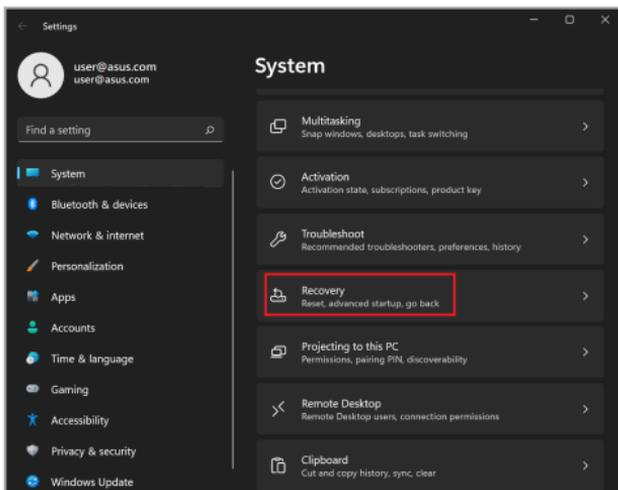 Settings
user@asus.com
user@asus.com
Find a setting
System
Bluetooth & devices
Network & internet
Personalization
Apps
Accounts
Time & language
Gaming
Accessibility
Privacy & security
Windows Update
System
Multitasking
Snap windows, desktops, task switching
Activation
Activation state, subscriptions, product key
Troubleshoot
Recommended troubleshooters, preferences, history
Recovery
Reset, advanced startup, go back
Projecting to this PC
Permissions, pairing PIN, discoverability
Remote Desktop
Remote Desktop users, connection permissions
Clipboard
Cut and copy history, sync, clear